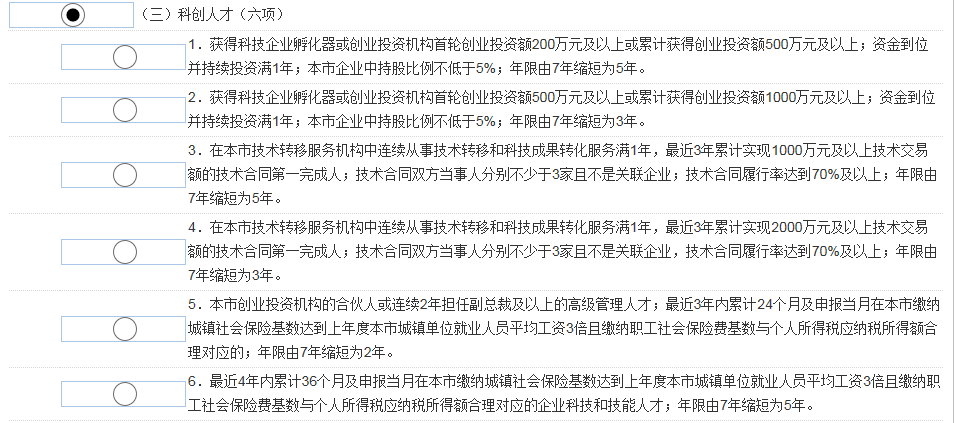 （三）科创人才（六项）
1．获得科技企业孵化器或创业投资机构首轮创业投资额200万元及以上或累计获得创业投资额500万元及以上；资金到位
并持续投资满1年；本市企业中持股比例不低于5%；年限由7年缩短为5年。
2．获得科技企业孵化器或创业投资机构首轮创业投资额500万元及以上或累计获得创业投资额1000万元及以上；资金到位
并持续投资满1年；本市企业中持股比例不低于5%；年限由7年缩短为3年。
3．在本市技术转移服务机构中连续从事技术转移和科技成果转化服务满1年，最近3年累计实现1000万元及以上技术交易
额的技术合同第一完成人；技术合同双方当事人分别不少于3家且不是关联企业；技术合同履行率达到70%及以上；年限由
7年缩短为5年。
4．在本市技术转移服务机构中连续从事技术转移和科技成果转化服务满1年，最近3年累计实现2000万元及以上技术交易
额的技术合同第一完成人；技术合同双方当事人分别不少于3家且不是关联企业，技术合同履行率达到70%及以上；年限由
7年缩短为3年。
5．本市创业投资机构的合伙人或连续2年担任副总裁及以上的高级管理人才；最近3年内累计24个月及申报当月在本市缴纳
城镇社会保险基数达到上年度本市城镇单位就业人员平均工资3倍且缴纳职工社会保险费基数与个人所得税应纳税所得额合
理对应的；年限由7年缩短为2年。
6．最近4年内累计36个月及申报当月在本市缴纳城镇社会保险基数达到上年度本市城镇单位就业人员平均工资3倍且缴纳职
工社会保险费基数与个人所得税应纳税所得额合理对应的企业科技和技能人才；年限由7年缩短为5年。